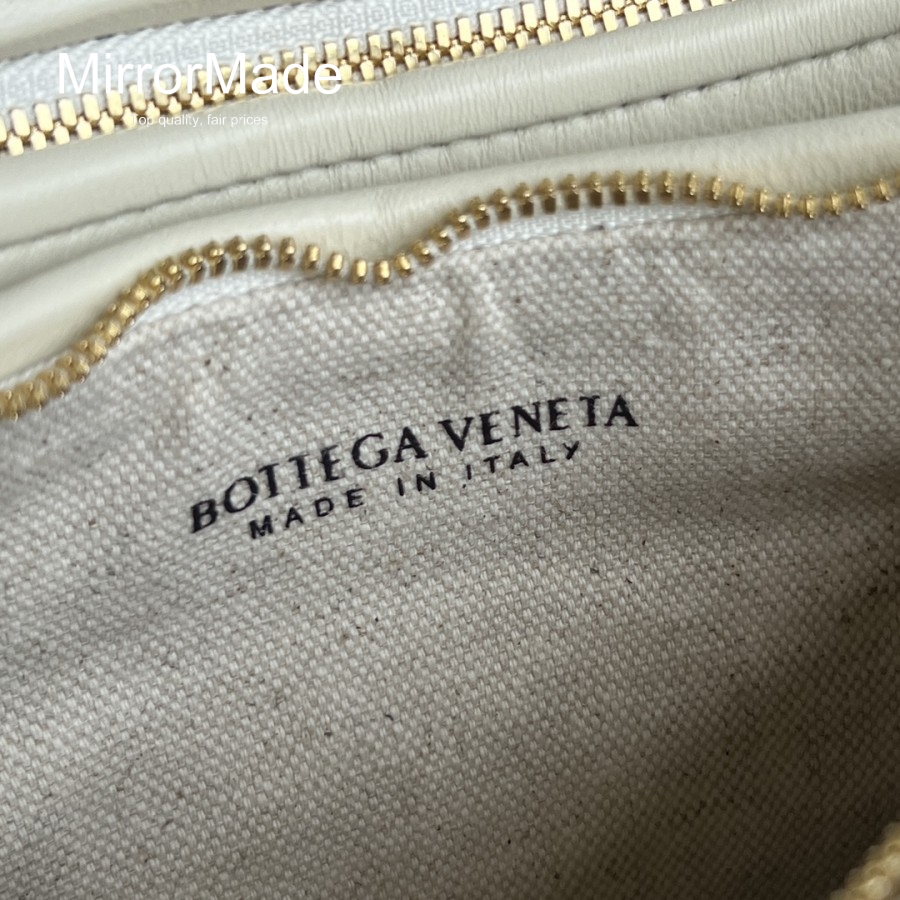 MirrorMade
Top quality, fair prices
BOTTEGA VENETA
MADE IN ITALY